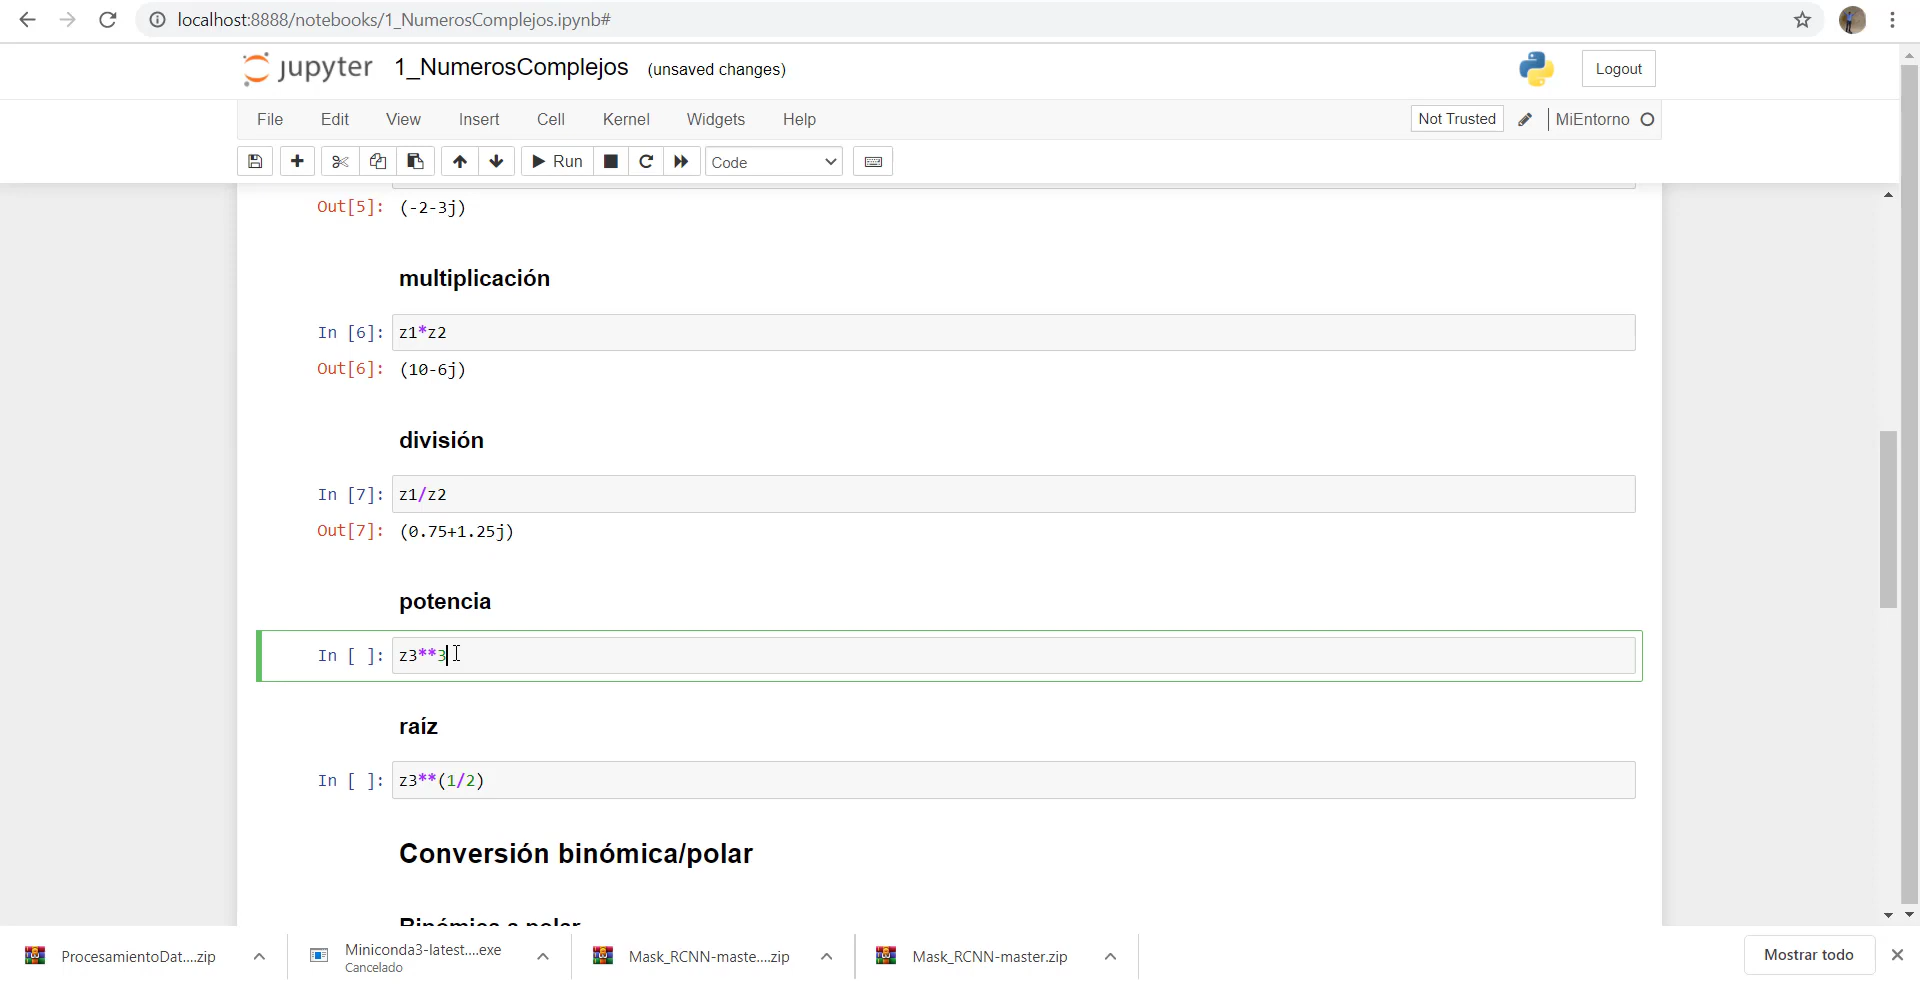 localhost:8888/notebooks/1_NumerosComplejos.ipynb#
jupyter 1_NumerosComplejos (unsaved changes) Logout
File Edit View Insert Cell Kernel Widgets Help Not Trusted MiEntorno
Run Code
Out[5]: (-2-3j)
multiplicación
In [6]: z1*z2
Out[6]: (10-6j)
división
In [7]: z1/z2
Out[7]: (0.75+1.25j)
potencia
In [ ]: z3**3
raíz
In [ ]: z3**(1/2)
Conversión binómica/polar
Binómica a polar
ProcesamientoDat....zip Miniconda3-latest....exe Mask_RCNN-maste....zip Mask_RCNN-master.zip Mostrar todo
Cancelado